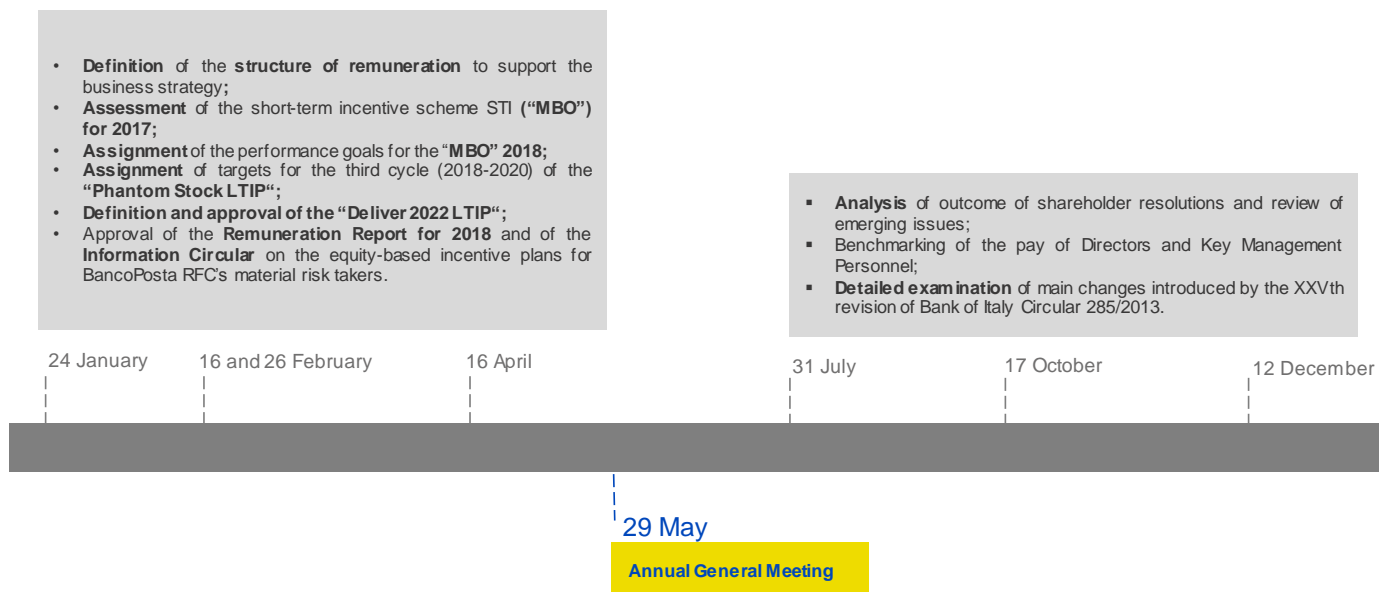 • Definition of the structure of remuneration to support the
business strategy;
• Assessment of the short-term incentive scheme STI (“MBO”)
for 2017;
• Assignment of the performance goals for the “MBO” 2018;
• Assignment of targets for the third cycle (2018-2020) of the
“Phantom Stock LTIP“;
• Definition and approval of the “Deliver 2022 LTIP“;
• Approval of the Remuneration Report for 2018 and of the
Information Circular on the equity-based incentive plans for
BancoPosta RFC's material risk takers.
▪ Analysis of outcome of shareholder resolutions and review of
emerging issues;
▪ Benchmarking of the pay of Directors and Key Management
Personnel;
▪ Detailed examination of main changes introduced by the XXVth
revision of Bank of Italy Circular 285/2013.
24 January
16 and 26 February
16 April
31 July
17 October
12 December
29 May
Annual General Meeting